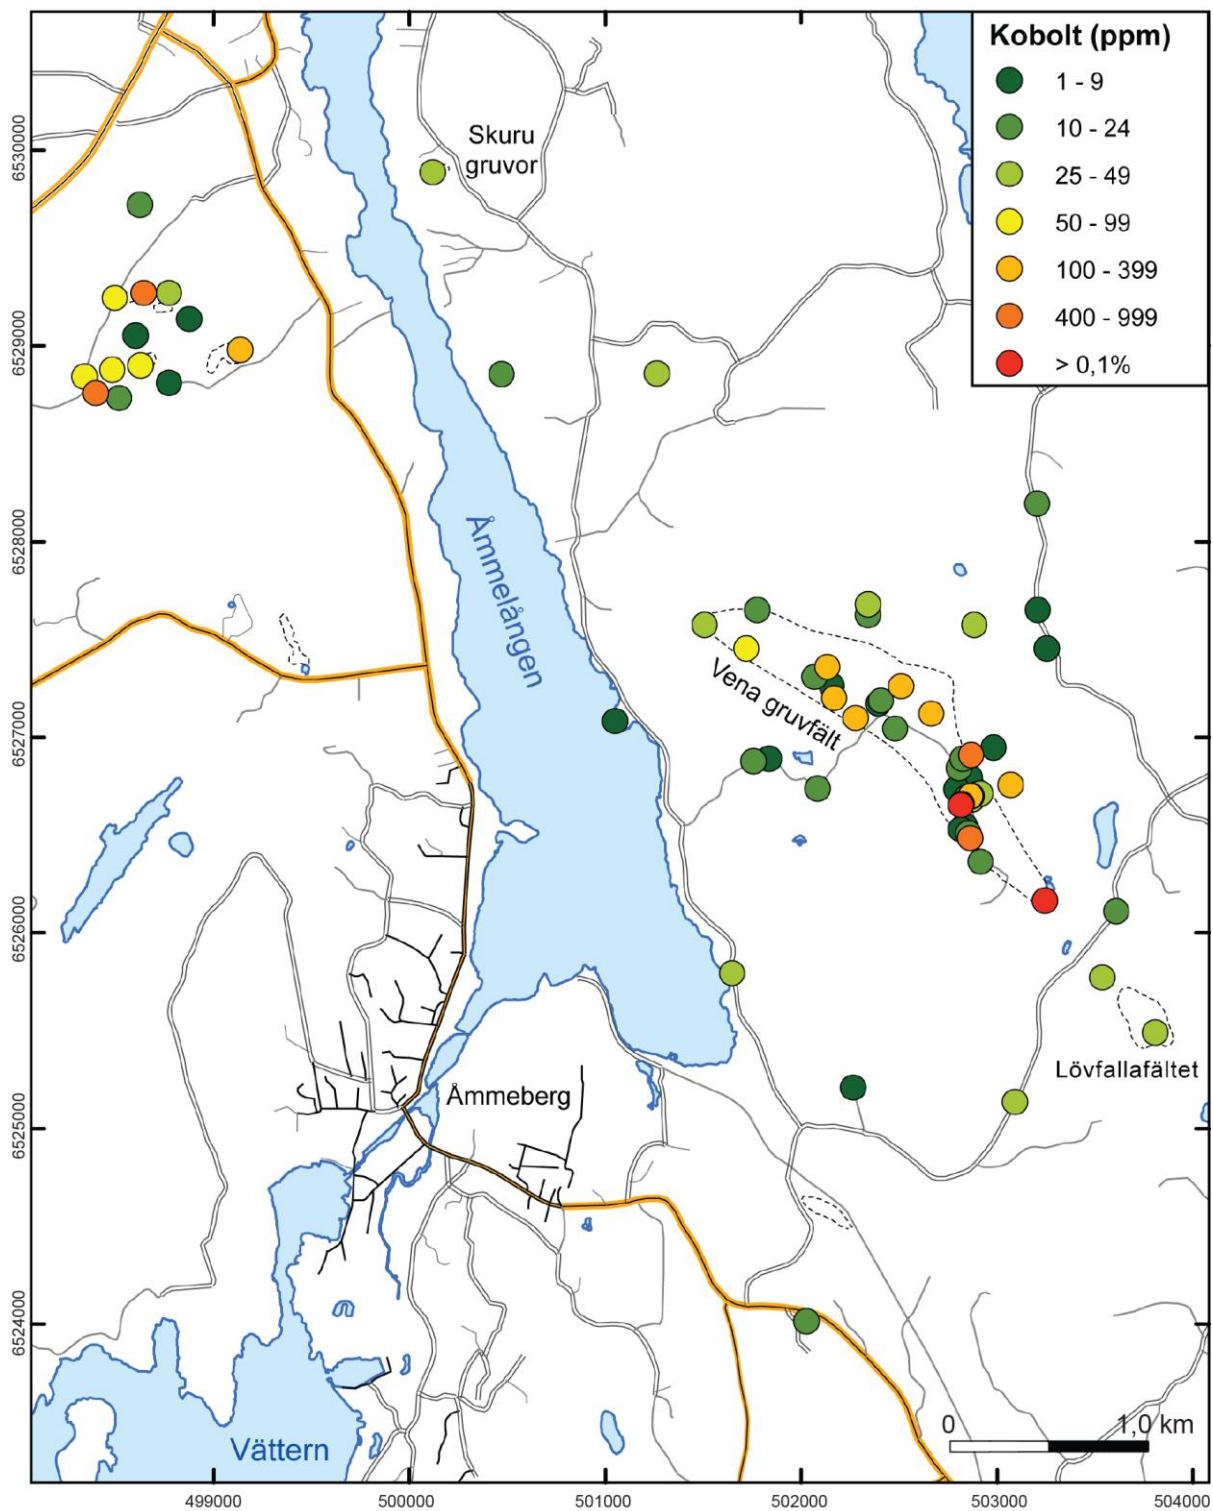 Kobolt (ppm)
1 - 9
10 - 24
25 - 49
50 - 99
100 - 399
400 - 999
> 0,1%
Skuru
gruvor
Åmmelången
Vena gruvfält
Lövfallafältet
Åmmeberg
Vättern
0 1,0 km
6530000
6529000
6528000
6527000
6526000
6525000
6524000
499000 500000 501000 502000 503000 504000